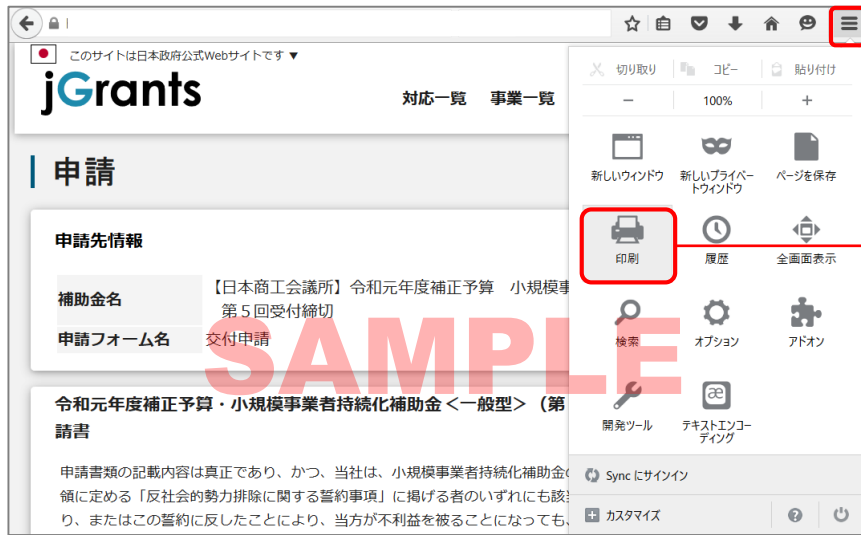 このサイトは日本政府公式Webサイトです ▼
jGrants
対応一覧 事業一覧
申請
申請先情報
補助金名 【日本商工会議所】令和元年度補正予算 小規模事
第5回受付締切
申請フォーム名 交付申請
SAMPLE
令和元年度補正予算・小規模事業者持続化補助金<一般型>（第
請書
申請書類の記載内容は真正であり、かつ、当社は、小規模事業者持続化補助金の
領に定める「反社会的勢力排除に関する誓約事項」に掲げる者のいずれにも該
り、またはこの誓約に反したことにより、当方が不利益を被ることになっても、
切り取り コピー 貼り付け
− 100% +
新しいウィンドウ 新しいプライベー
トウィンドウ ページを保存
印刷 履歴 全画面表示
検索 オプション アドオン
開発ツール テキストエンコー
ディング
Sync にサインイン
カスタマイズ